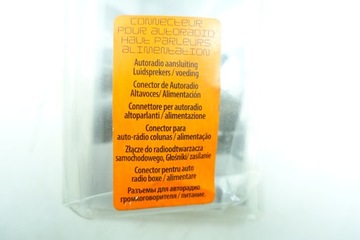 CONNECTEUR
POUR AUTORADIO
HAUT PARLEURS
ALIMENTATION
Autoradio aansluiting
Luidsprekers / voeding
Conector de Autoradio
Altavoces/ Alimentación
Connettore per autoradio
altoparlanti / alimentazione
Conector para
auto-rádio colunas / alimentação
Złącze do radioodtwarzacza
samochodowego, Głośniki/ zasilanie
Conector pentru auto
radio boxe / alimentare
Разъемы для авторадио
громкоговорителя / питание